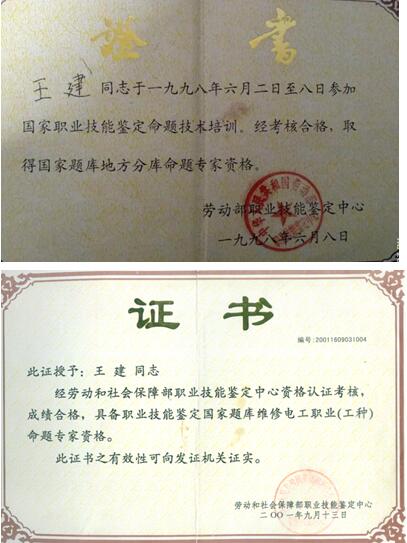 證書
王建 同志于一九九八年六月二日至八日参加
国家职业技能鉴定命题技术培训。经考核合格,取
得国家题库地方分库命题专家资格。
劳动部职业技能鉴定中心
一九九八年六月八日
证书
编号:20011609031004
此证授予:王 建 同志
经劳动和社会保障部职业技能鉴定中心资格认证考核,
成绩合格,具备职业技能鉴定国家题库维修电工职业(工种)
命题专家资格。
此证书之有效性可向发证机关证实。
劳动和社会保障部职业技能鉴定中心
二〇〇一年九月十三日